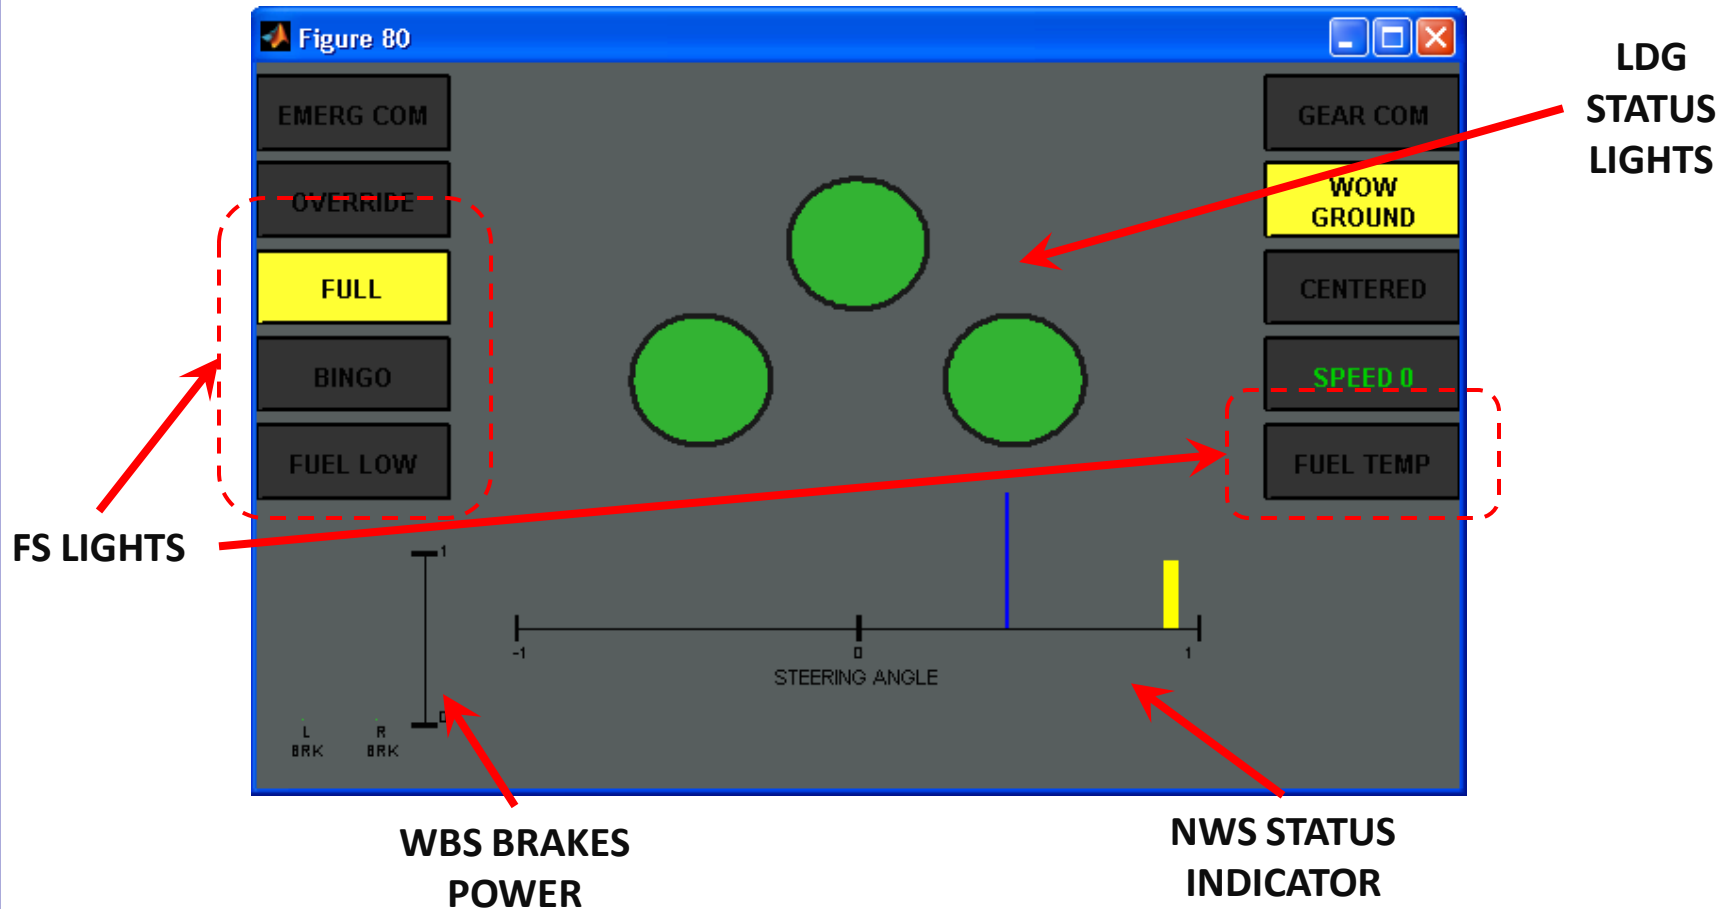 Figure 80
LDG
STATUS
LIGHTS
EMERG COM
GEAR COM
OVERRIDE
WOW
GROUND
FULL
CENTERED
BINGO
SPEED 0
FUEL LOW
FUEL TEMP
FS LIGHTS
1
0
L
BRK
R
BRK
-1
0
1
STEERING ANGLE
WBS BRAKES
POWER
NWS STATUS
INDICATOR